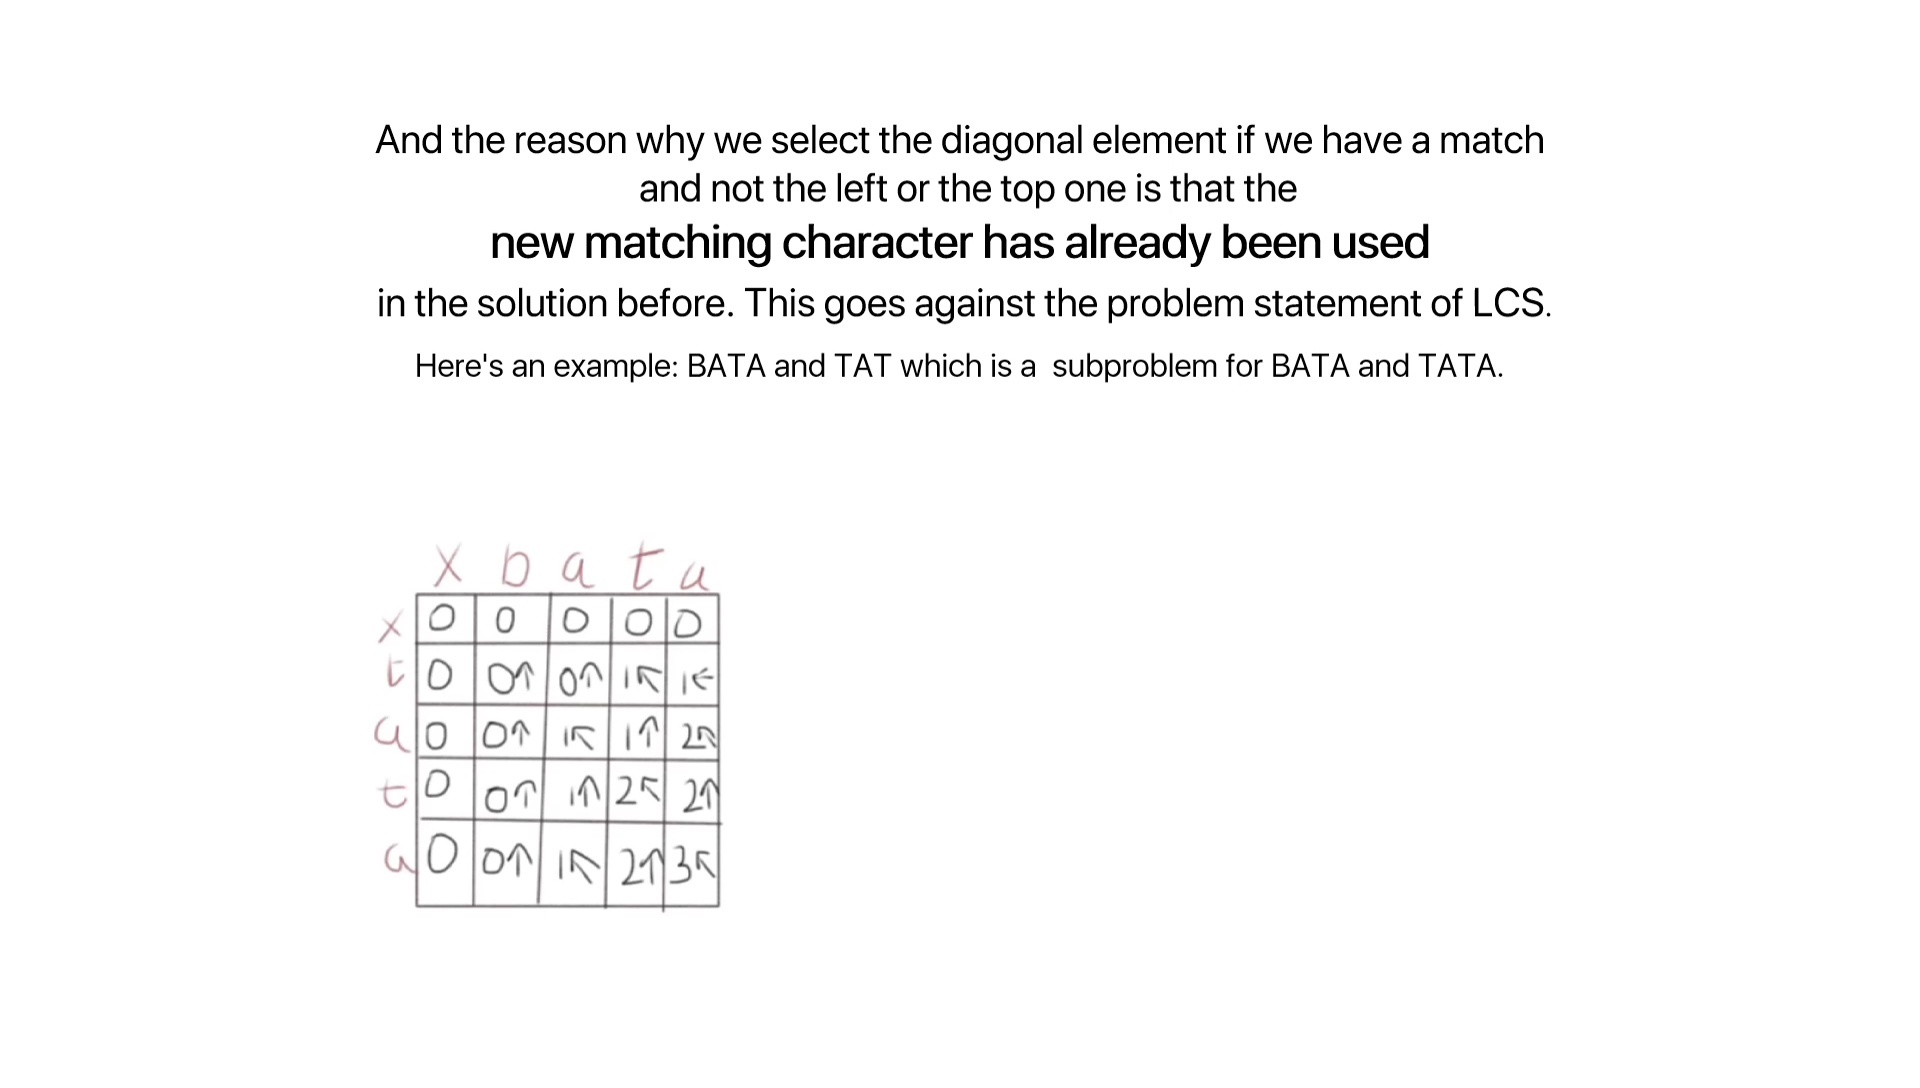 And the reason why we select the diagonal element if we have a match
and not the left or the top one is that the
new matching character has already been used
in the solution before. This goes against the problem statement of LCS.
Here's an example: BATA and TAT which is a subproblem for BATA and TATA.
x b a t a
x 0 0 0 0 0
t 0 0↑ 0↑ 1↖ 1←
a 0 0↑ 1↖ 1↑ 2↖
t 0 0↑ 1↑ 2↖ 2↑
a 0 0↑ 1↖ 2↑ 3↖